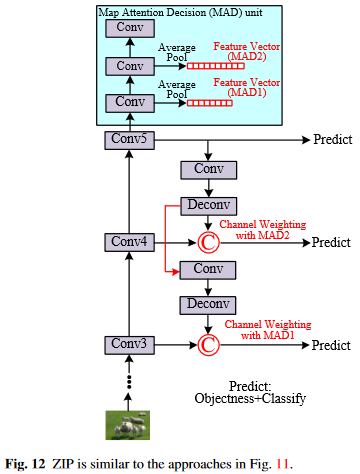 Map Attention Decision (MAD) unit
Conv
Average
Pool
Feature Vector
(MAD2)
Conv
Average
Pool
Feature Vector
(MAD1)
Conv
Conv5
Predict
Conv
Deconv
Channel Weighting
with MAD2
Conv4
C
Predict
Conv
Deconv
Channel Weighting
with MAD1
Conv3
C
Predict
Predict:
Objectness+Classify
Fig. 12 ZIP is similar to the approaches in Fig. 11.